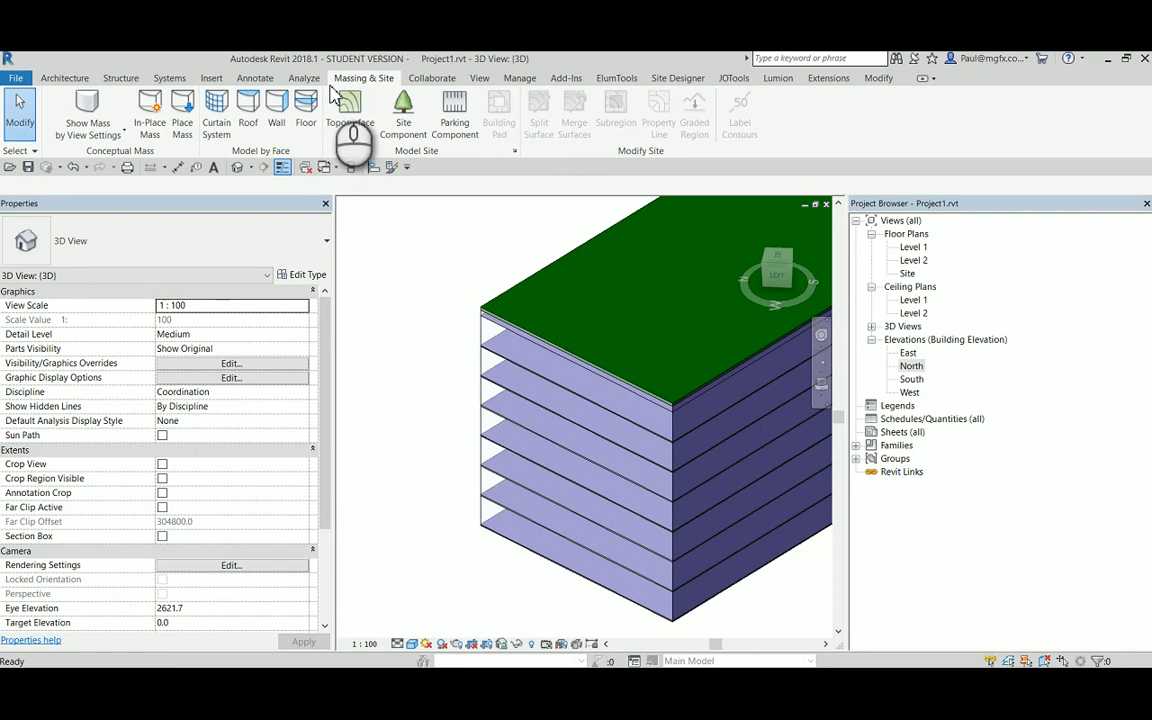 Autodesk Revit 2018.1 - STUDENT VERSION - Project1.rvt - 3D View: {3D}
Type a keyword or phrase
Paul@mgfx.co...
File Architecture Structure Systems Insert Annotate Analyze Massing & Site Collaborate View Manage Add-Ins ElumTools Site Designer JOTools Lumion Extensions Modify
Modify
Show Mass
by View Settings
In-Place
Mass
Place
Mass
Curtain
System
Roof
Wall
Floor
Site
Component
Parking
Component
Building
Pad
Split
Surface
Merge
Surfaces
Subregion
Property
Line
Graded
Region
50
Label
Contours
Select Conceptual Mass Model by Face Model Site Modify Site
Properties
3D View
3D View: {3D}
Edit Type
Graphics
View Scale 1 : 100
Scale Value 1: 100
Detail Level Medium
Parts Visibility Show Original
Visibility/Graphics Overrides Edit...
Graphic Display Options Edit...
Discipline Coordination
Show Hidden Lines By Discipline
Default Analysis Display Style None
Sun Path
Extents
Crop View
Crop Region Visible
Annotation Crop
Far Clip Active
Far Clip Offset 304800.0
Section Box
Camera
Rendering Settings Edit...
Locked Orientation
Perspective
Eye Elevation 2621.7
Target Elevation 0.0
Properties help
Apply
LEFT
S
W
1 : 100
Project Browser - Project1.rvt
Views (all)
Floor Plans
Level 1
Level 2
Site
Ceiling Plans
Level 1
Level 2
3D Views
Elevations (Building Elevation)
East
North
South
West
Legends
Schedules/Quantities (all)
Sheets (all)
Families
Groups
Revit Links
Ready
:0
Main Model
:0